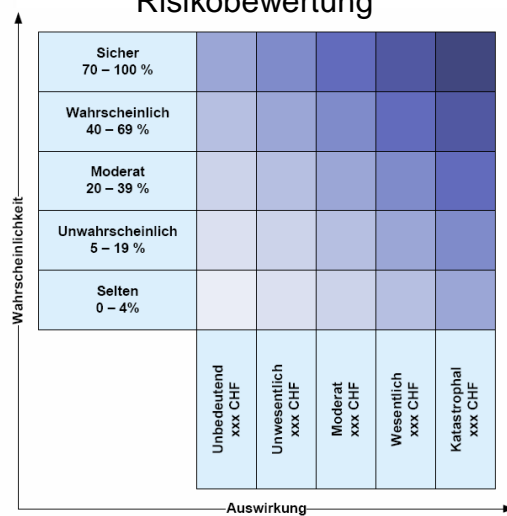 Risikobewertung
Sicher
70 – 100 %
Wahrscheinlich
40 – 69 %
Moderat
20 – 39 %
Unwahrscheinlich
5 – 19 %
Selten
0 – 4%
Wahrscheinlichkeit
Unbedeutend
xxx CHF
Unwesentlich
xxx CHF
Moderat
xxx CHF
Wesentlich
xxx CHF
Katastrophal
xxx CHF
Auswirkung